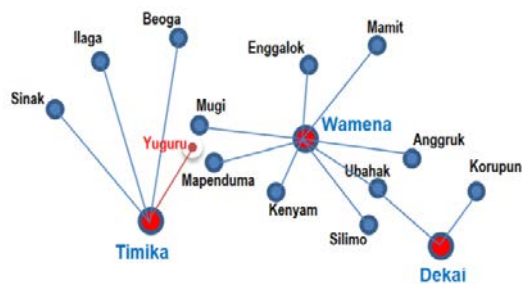 Beoga
Mamit
Ilaga
Enggalok
Sinak
Mugi
Wamena
Yuguru
Anggruk
Mapenduma
Ubahak
Korupun
Kenyam
Silimo
Timika
Dekai